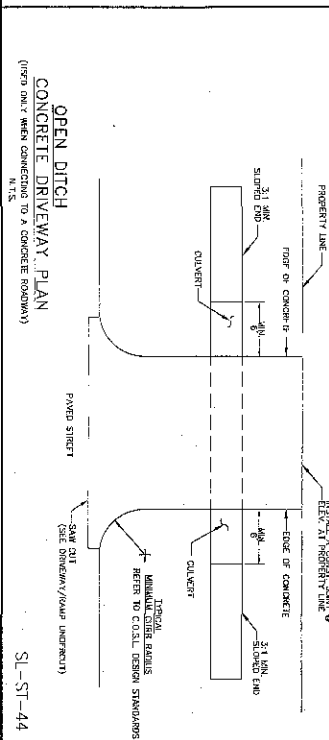 PROPERTY LINE
ELEV. AT PROPERTY LINE
EDGE OF CONCRETE
EDGE OF CONCRETE
3:1 MIN.
SLOPED END
MIN.
6'
MIN.
6'
3:1 MIN.
SLOPED END
CULVERT
CULVERT
TYPICAL
MINIMUM CURB RADIUS
REFER TO C.O.S.L. DESIGN STANDARDS
PAVED STREET
SAW CUT
(SEE DRIVEWAY/RAMP UNDERCUT)
OPEN DITCH
CONCRETE DRIVEWAY PLAN
(USED ONLY WHEN CONNECTING TO A CONCRETE ROADWAY)
N.T.S.
SL-ST-44